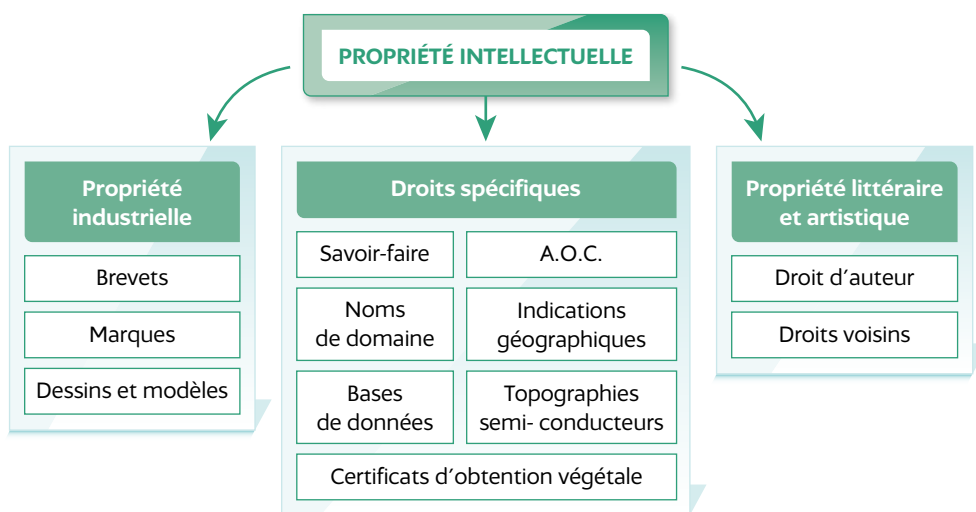 PROPRIÉTÉ INTELLECTUELLE
Propriété
industrielle
Brevets
Marques
Dessins et modèles
Droits spécifiques
Savoir-faire
A.O.C.
Noms
de domaine
Indications
géographiques
Bases
de données
Topographies
semi- conducteurs
Certificats d'obtention végétale
Propriété littéraire
et artistique
Droit d'auteur
Droits voisins